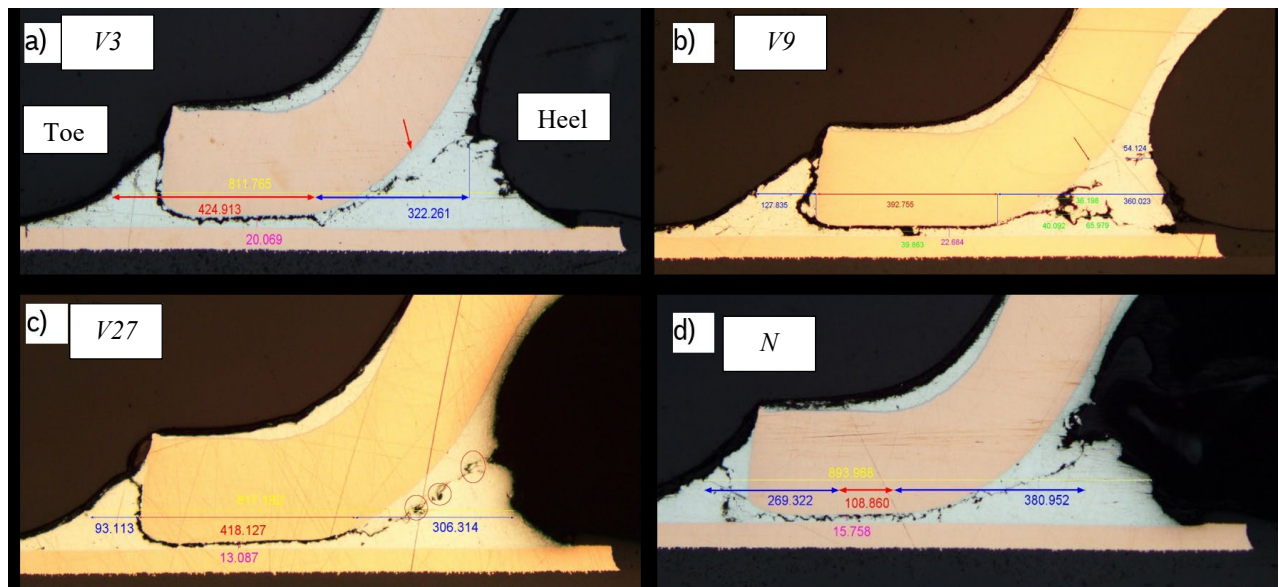 a)
V3
Toe
Heel
811.765
424.913
322.261
20.069
b)
V9
54.124
127.835
392.755
36.198
360.023
40.092
65.979
39.863
22.684
c)
V27
93.113
418.127
306.314
13.087
d)
N
893.968
269.322
108.860
380.952
15.758